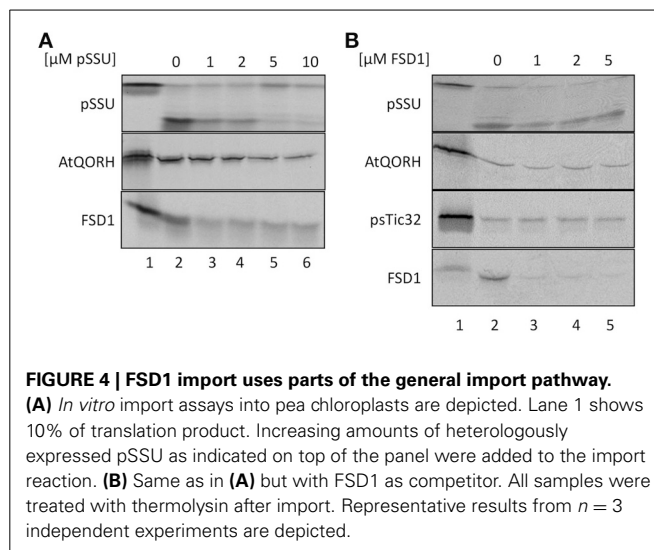 A
B
[µM pSSU] 0 1 2 5 10
[µM FSD1] 0 1 2 5
pSSU
AtQORH
FSD1
1 2 3 4 5 6
pSSU
AtQORH
psTic32
FSD1
1 2 3 4 5
FIGURE 4 | FSD1 import uses parts of the general import pathway.
(A) In vitro import assays into pea chloroplasts are depicted. Lane 1 shows
10% of translation product. Increasing amounts of heterologously
expressed pSSU as indicated on top of the panel were added to the import
reaction. (B) Same as in (A) but with FSD1 as competitor. All samples were
treated with thermolysin after import. Representative results from n = 3
independent experiments are depicted.